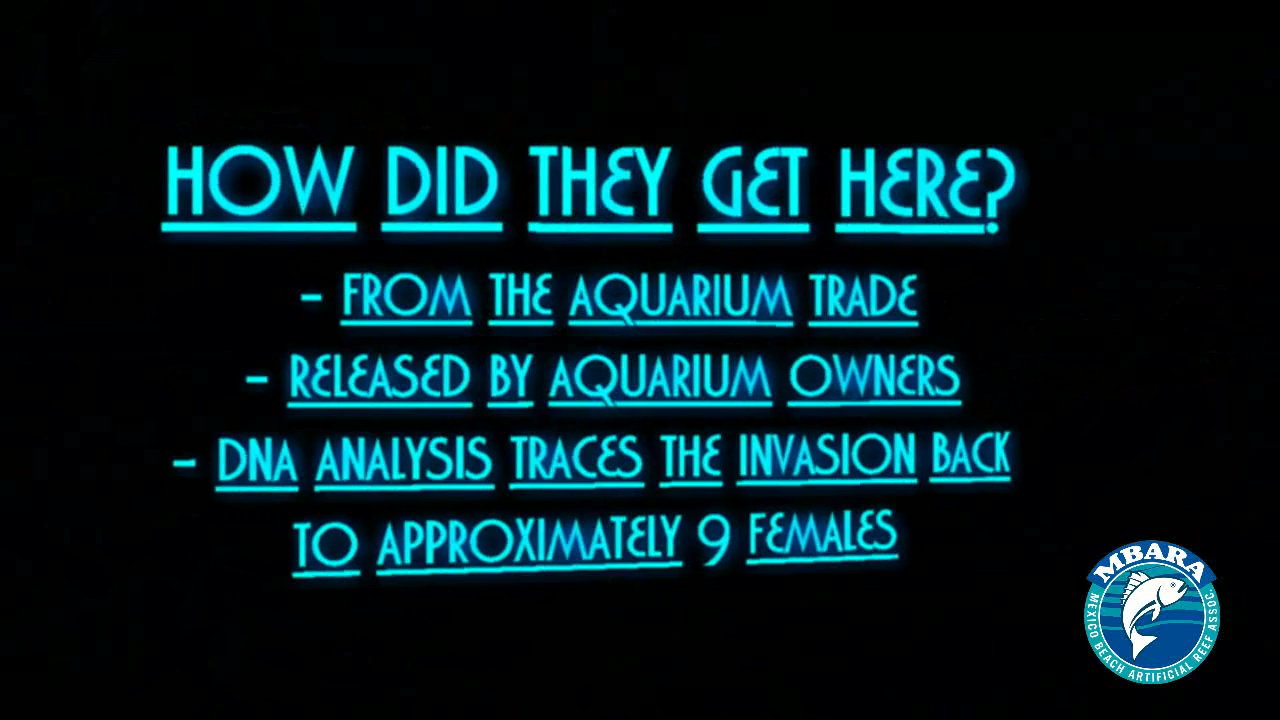 HOW DID THEY GET HERE?
- FROM THE AQUARIUM TRADE
- RELEASED BY AQUARIUM OWNERS
- DNA ANALYSIS TRACES THE INVASION BACK
TO APPROXIMATELY 9 FEMALES
MBARA
MEXICO BEACH ARTIFICIAL REEF ASSOC.